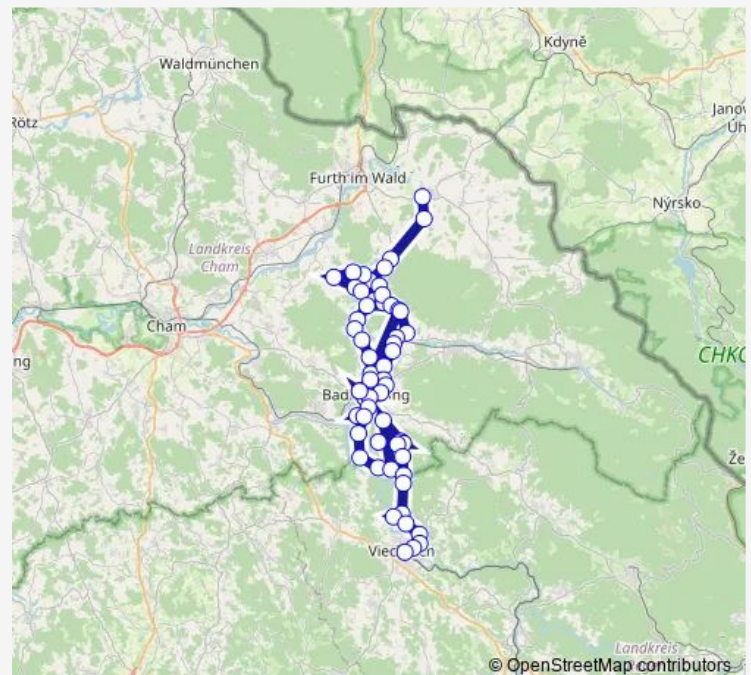 Kdyně
Waldmünchen
Janov
Úh
Rötz
Furth im Wald
Nýrsko
Landkreis
Cham
Cham
ng
CHKO
Bad
ng
Že
Viec
en
Landkreis
© OpenStreetMap contributors